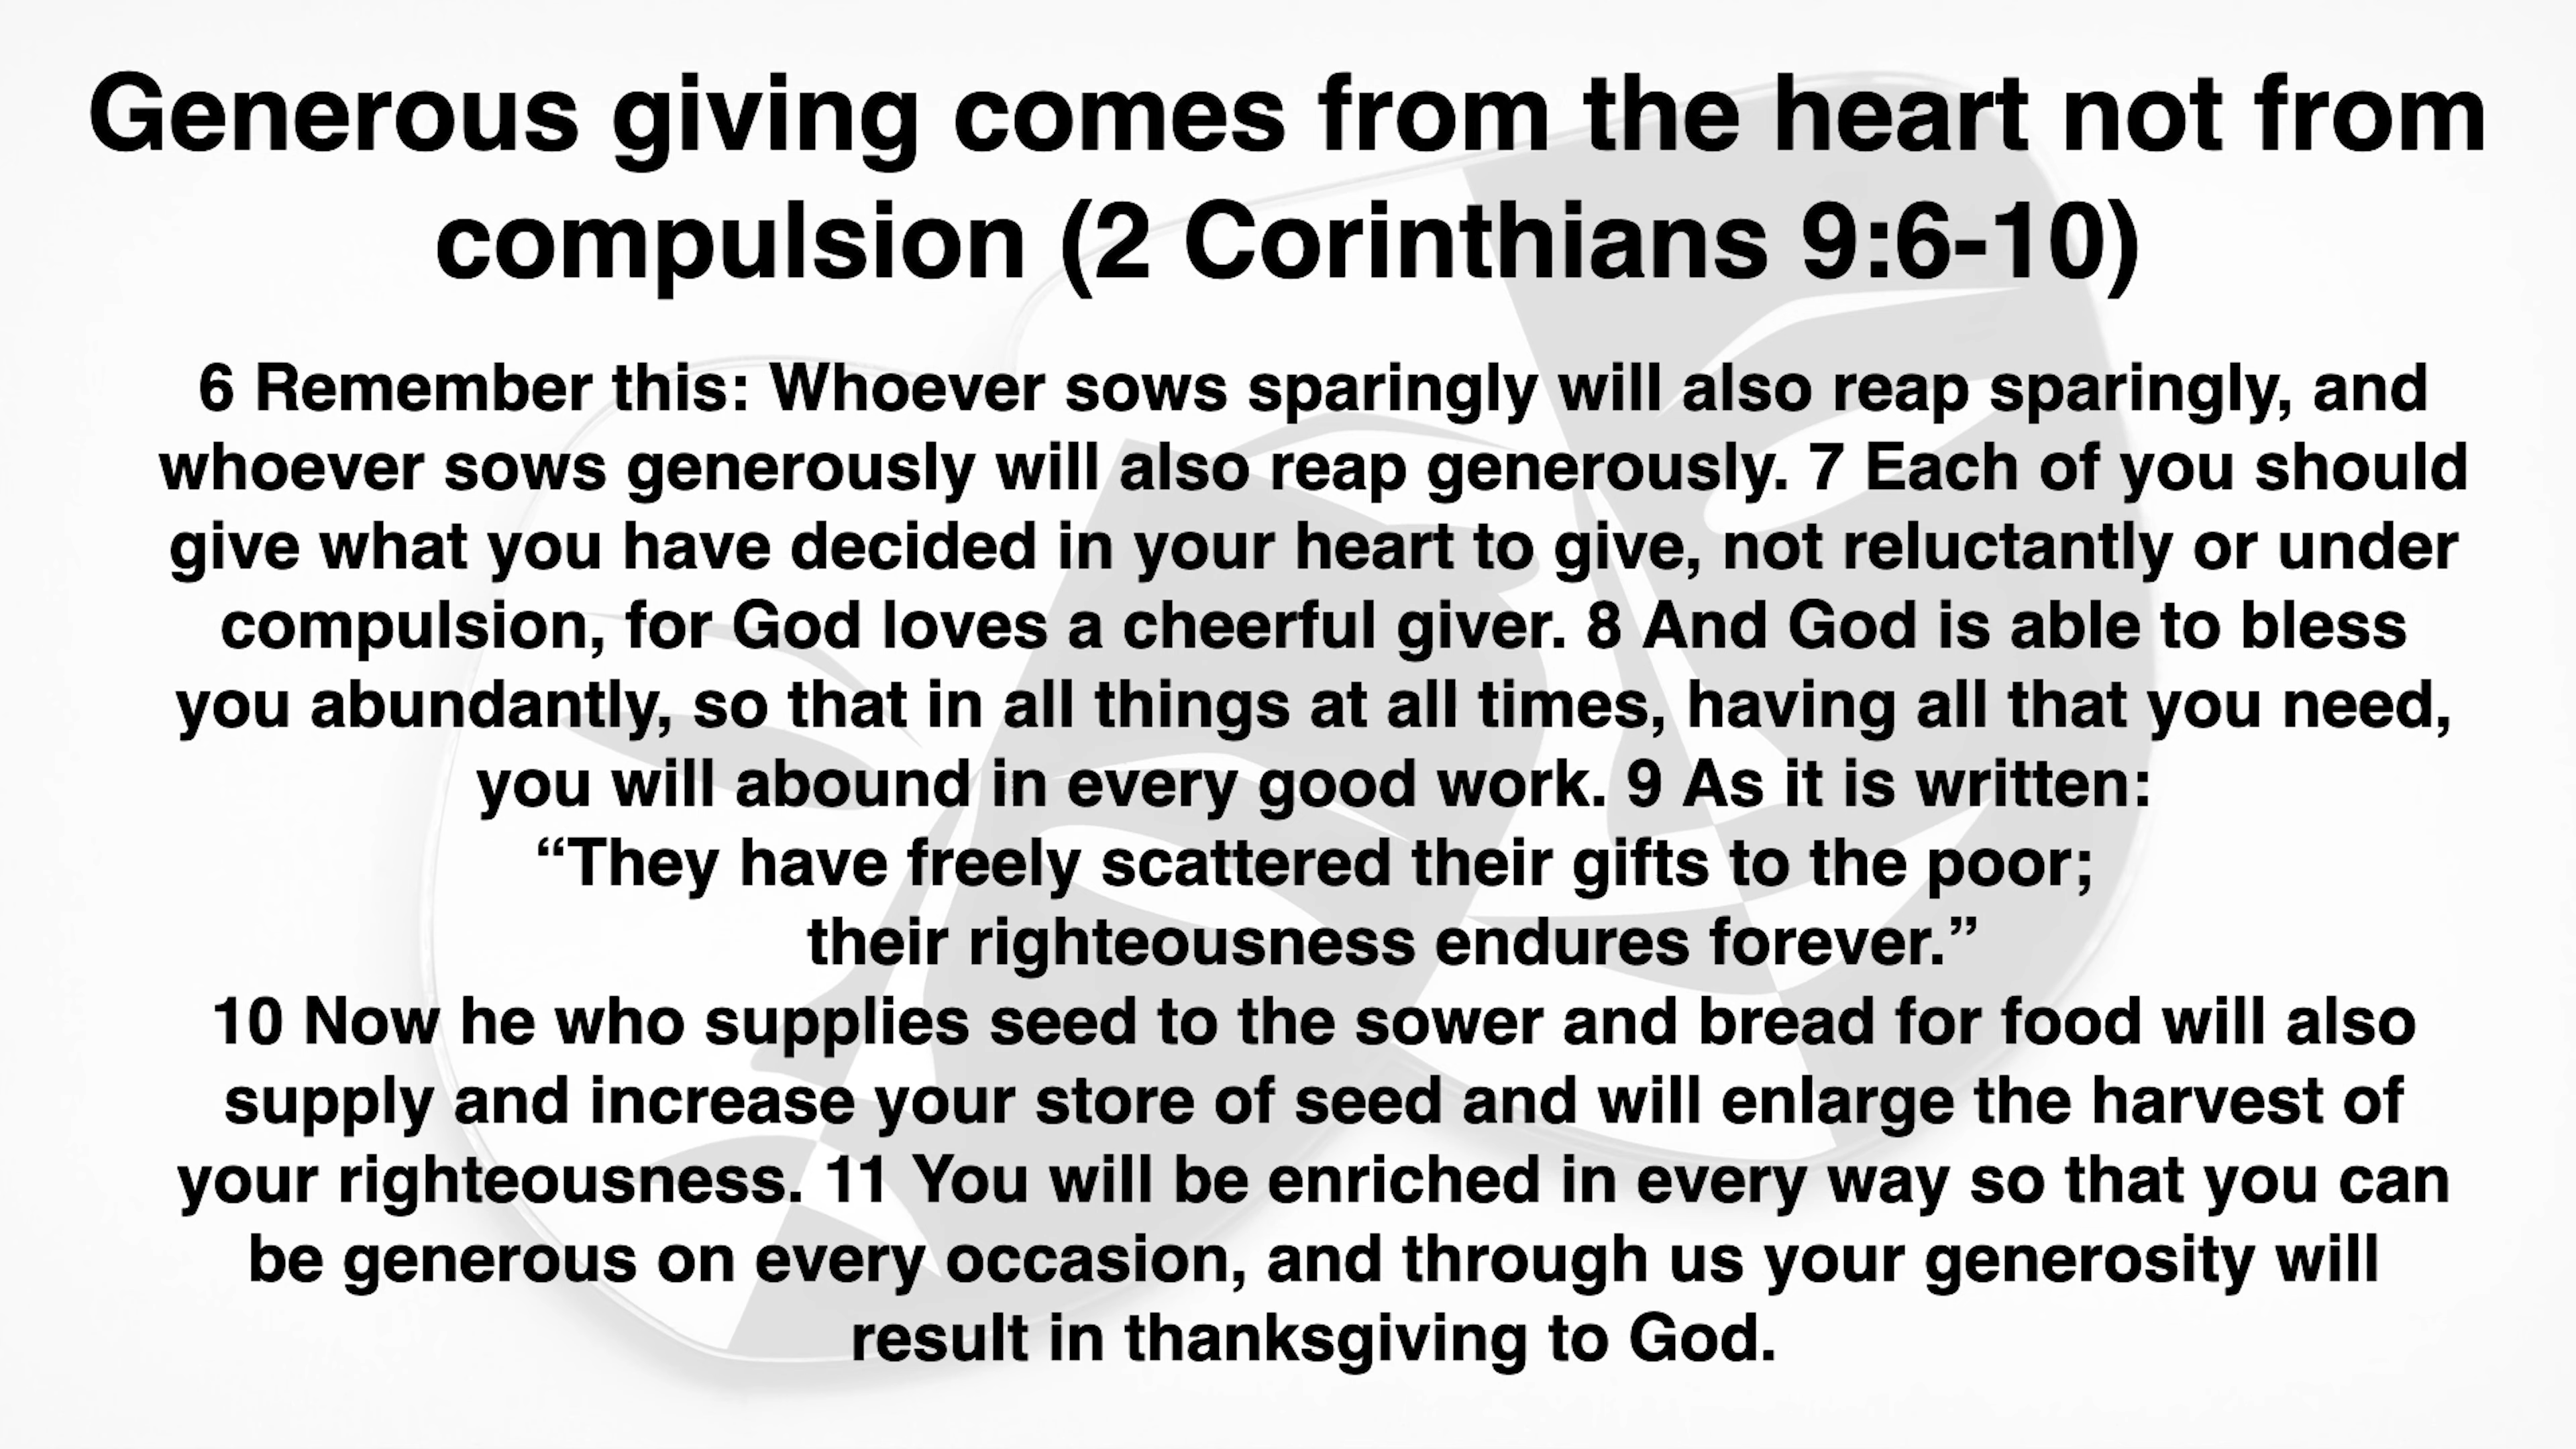 Generous giving comes from the heart not from
compulsion (2 Corinthians 9:6-10)
6 Remember this: Whoever sows sparingly will also reap sparingly, and
whoever sows generously will also reap generously. 7 Each of you should
give what you have decided in your heart to give, not reluctantly or under
compulsion, for God loves a cheerful giver. 8 And God is able to bless
you abundantly, so that in all things at all times, having all that you need,
you will abound in every good work. 9 As it is written:
“They have freely scattered their gifts to the poor;
their righteousness endures forever.”
10 Now he who supplies seed to the sower and bread for food will also
supply and increase your store of seed and will enlarge the harvest of
your righteousness. 11 You will be enriched in every way so that you can
be generous on every occasion, and through us your generosity will
result in thanksgiving to God.